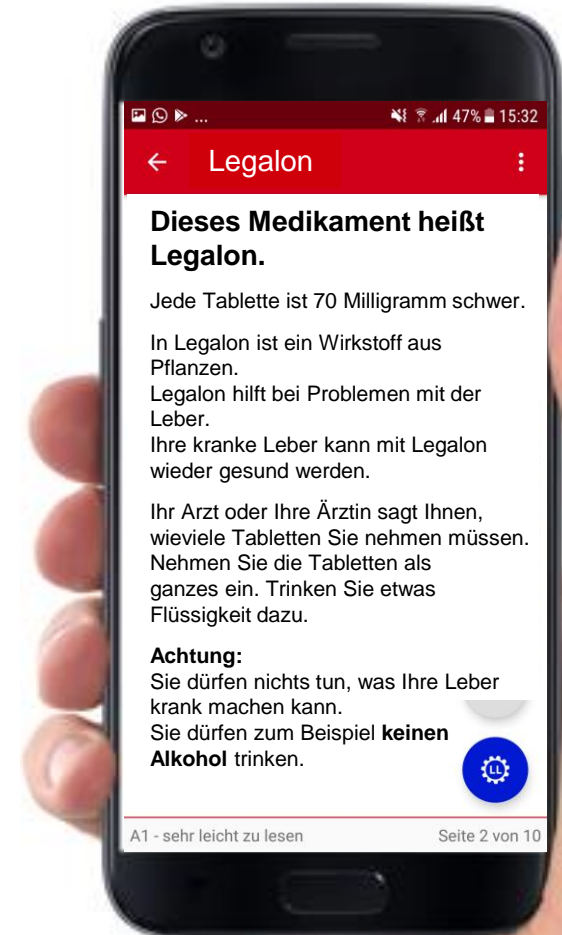 ... 47% 15:32
Legalon
Dieses Medikament heißt
Legalon.
Jede Tablette ist 70 Milligramm schwer.
In Legalon ist ein Wirkstoff aus
Pflanzen.
Legalon hilft bei Problemen mit der
Leber.
Ihre kranke Leber kann mit Legalon
wieder gesund werden.
Ihr Arzt oder Ihre Ärztin sagt Ihnen,
wieviele Tabletten Sie nehmen müssen.
Nehmen Sie die Tabletten als
ganzes ein. Trinken Sie etwas
Flüssigkeit dazu.
Achtung:
Sie dürfen nichts tun, was Ihre Leber
krank machen kann.
Sie dürfen zum Beispiel keinen
Alkohol trinken.
LL
A1 - sehr leicht zu lesen Seite 2 von 10